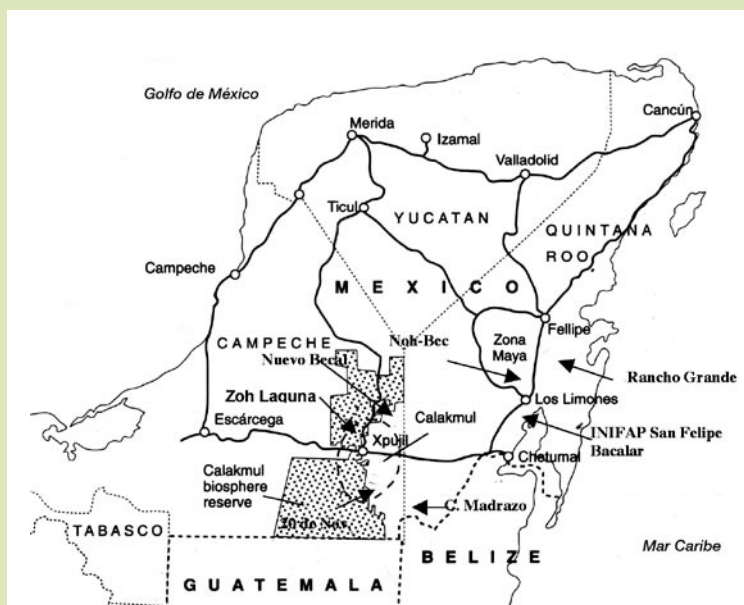 Golfo de México
Cancún
Merida
Izamal
Valladolid
Ticul
YUCATAN
QUINTANA
ROO
Campeche
MEXICO
Fellipe
CAMPECHE
Noh-Bec
Zona
Maya
Nuevo Becal
Rancho Grande
Zoh Laguna
Los Limones
Calakmul
Escárcega
INIFAP San Felipe
Bacalar
Xpujil
Chetumal
Calakmul
biosphere
reserve
C. Madrazo
20 de Nov.
TABASCO
BELIZE
Mar Caribe
GUATEMALA